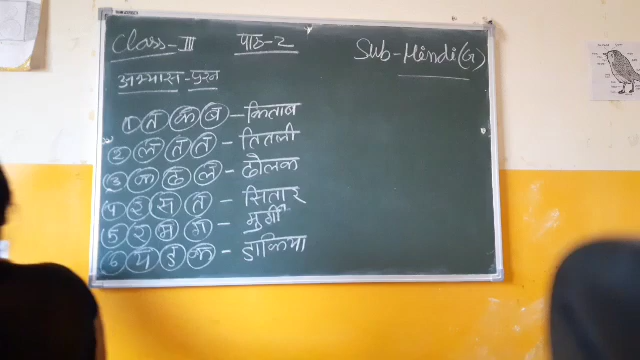 Class-III पाठ-2 Sub-Hindi(G)
अभ्यास-प्रश्न
① त क ब - किताब
② ल त त - तितली
③ क ढ ल - ढोलक
④ र स त - सितार
⑤ र म ग - मुर्गी
⑥ य ड क - डाकिया